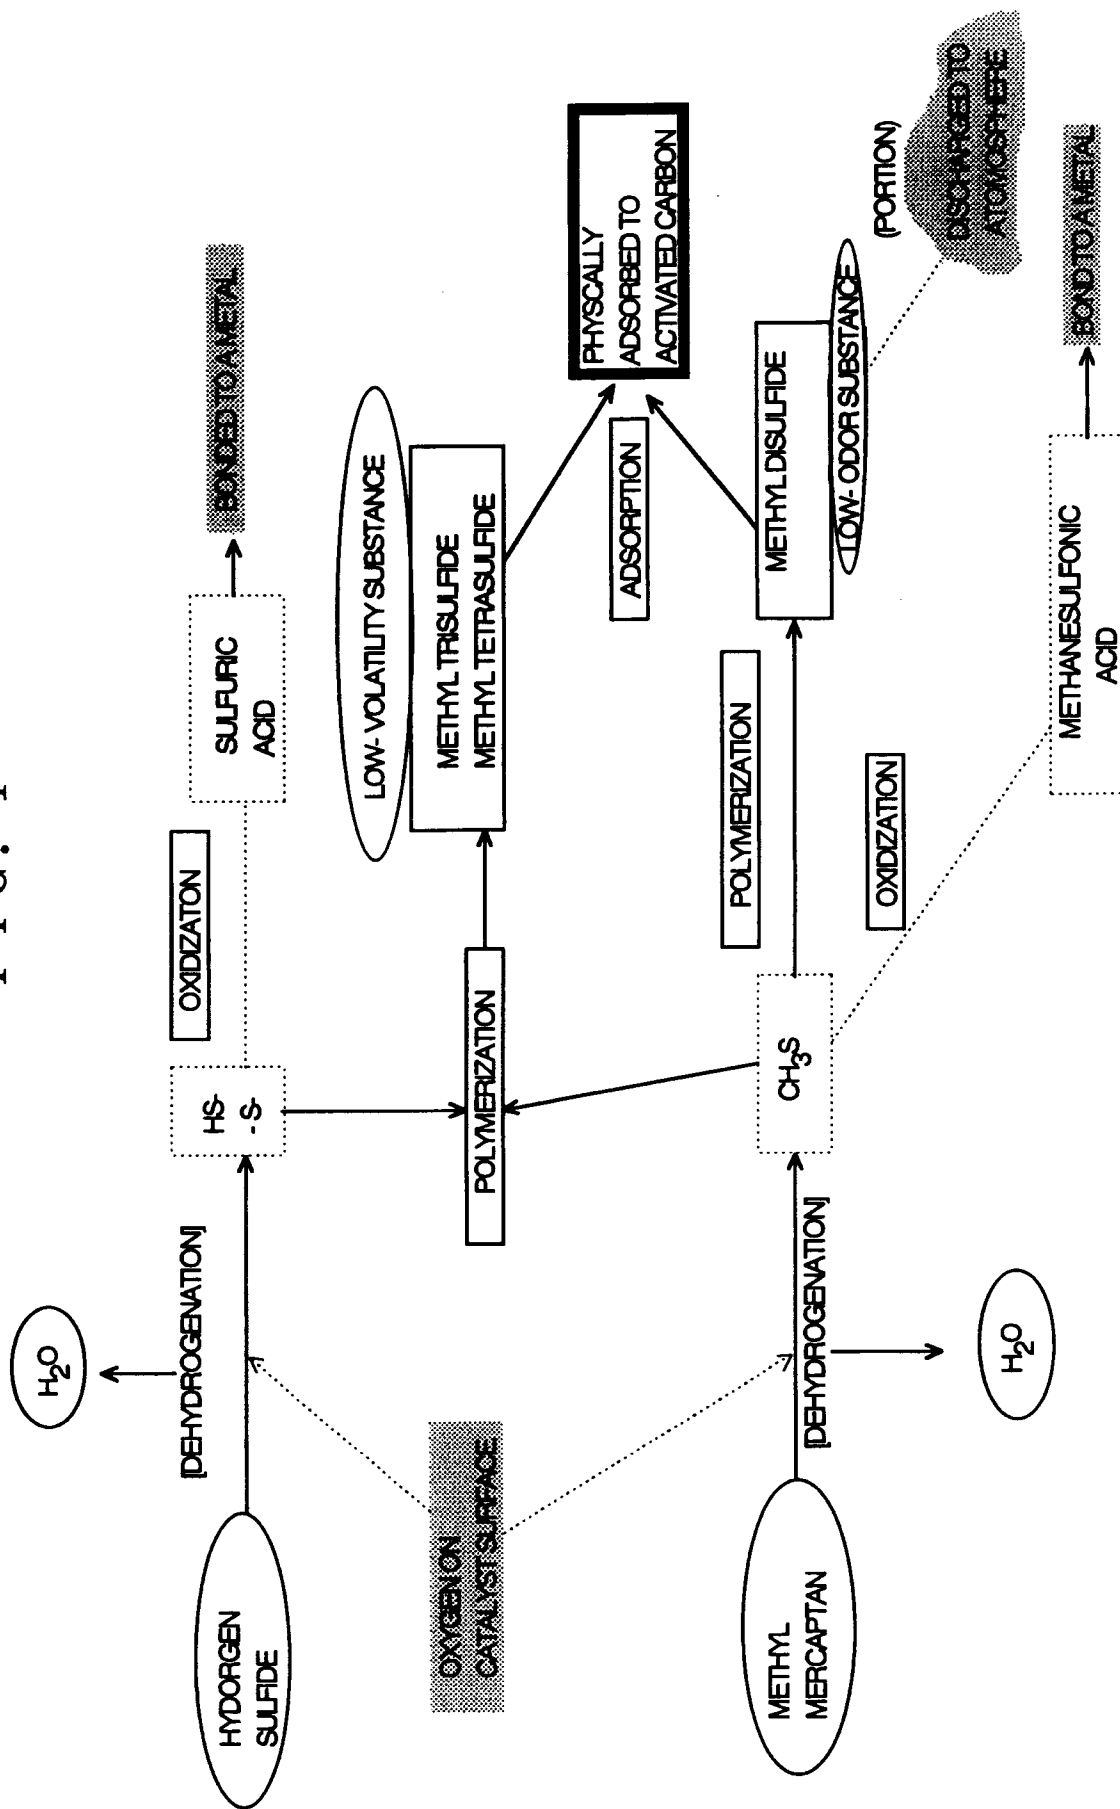 FIG. 1
H2O
[DEHYDROGENATION]
HYDORGEN
SULFIDE
HS-
-S-
OXIDIZATON
SULFURIC
ACID
BONDED TO A METAL
OXYGEN ON
CATALYST SURFACE
POLYMERIZATION
LOW- VOLATILITY SUBSTANCE
METHYL TRISULFIDE
METHYL TETRASULFIDE
ADSORPTION
PHYSCALLY
ADSORBED TO
ACTIVATED CARBON
METHYL
MERCAPTAN
[DEHYDROGENATION]
H2O
CH3S
POLYMERIZATION
METHYL DISULFIDE
LOW- ODOR SUBSTANCE
(PORTION)
DISCHARGED TO
ATOMOSPHERE
OXIDIZATION
METHANESULFONIC
ACID
BOND TO A METAL